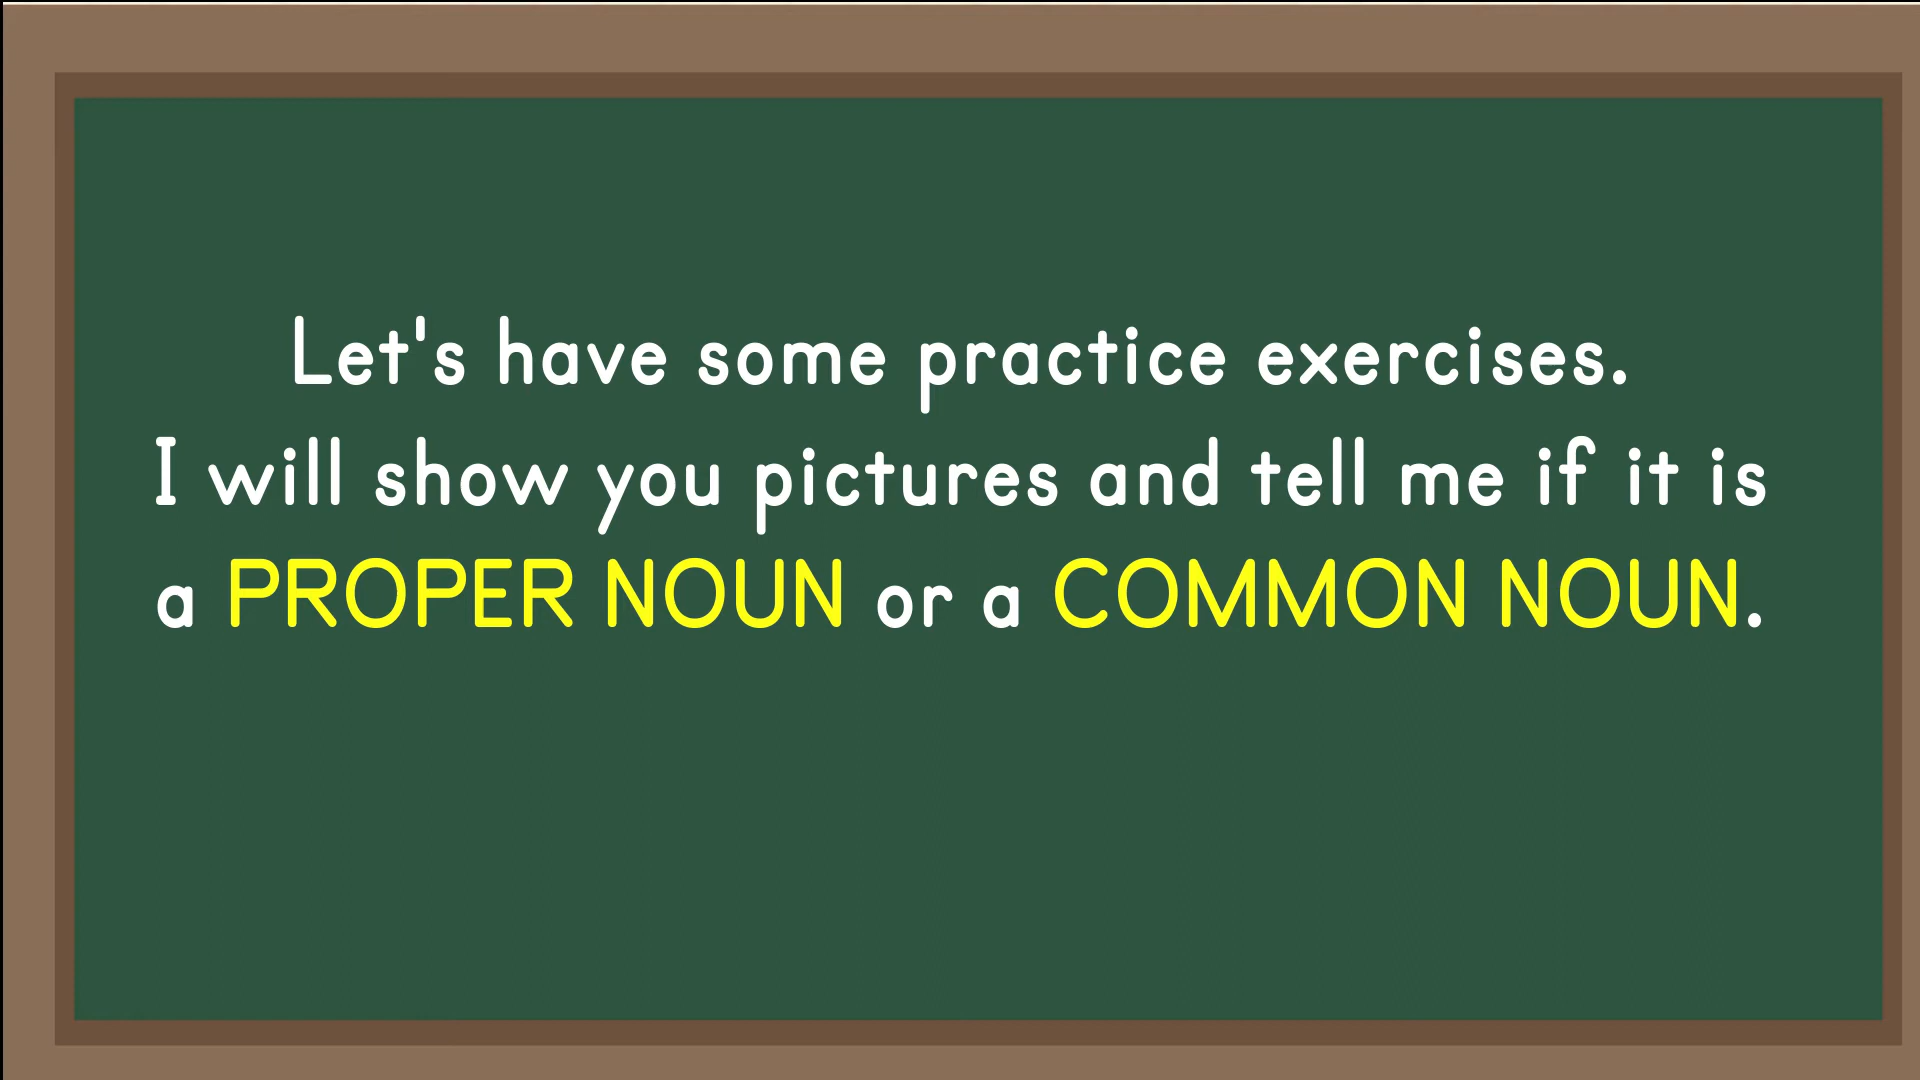 Let's have some practice exercises.
I will show you pictures and tell me if it is
a PROPER NOUN or a COMMON NOUN.